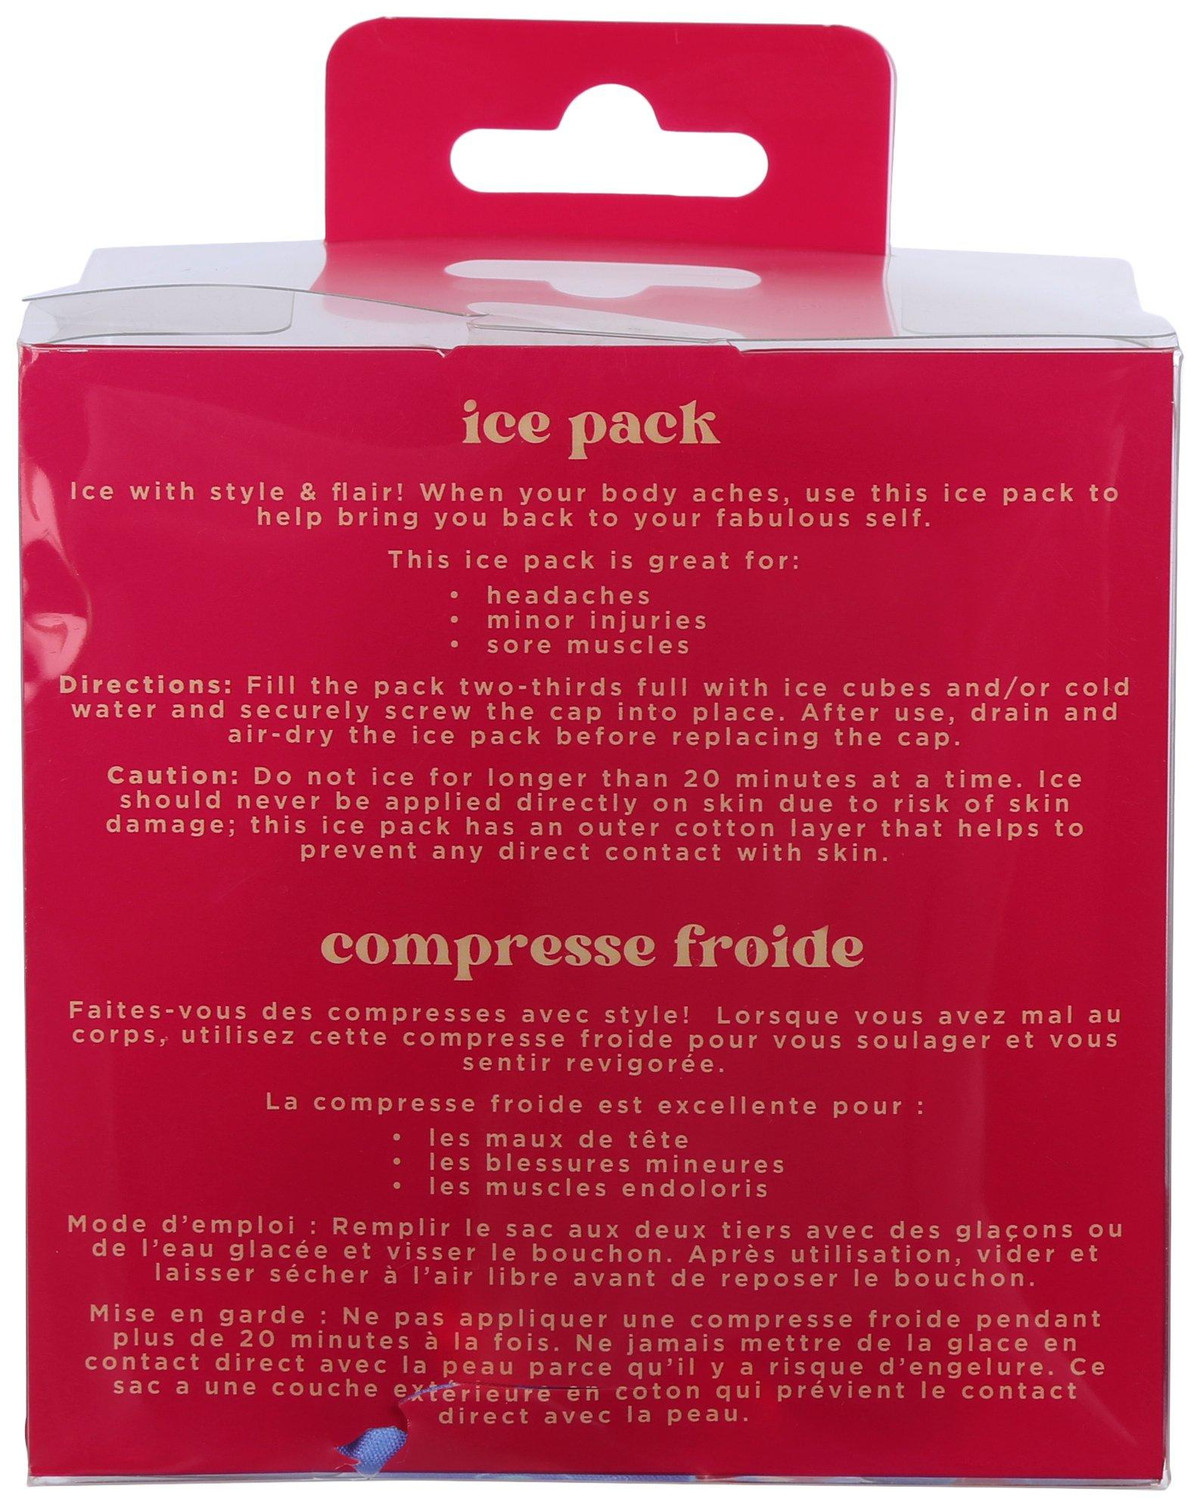 ice pack
Ice with style & flair! When your body aches, use this ice pack to
help bring you back to your fabulous self.
This ice pack is great for:
• headaches
• minor injuries
• sore muscles
Directions: Fill the pack two-thirds full with ice cubes and/or cold
water and securely screw the cap into place. After use, drain and
air-dry the ice pack before replacing the cap.
Caution: Do not ice for longer than 20 minutes at a time. Ice
should never be applied directly on skin due to risk of skin
damage; this ice pack has an outer cotton layer that helps to
prevent any direct contact with skin.
compresse froide
Faites-vous des compresses avec style! Lorsque vous avez mal au
corps, utilisez cette compresse froide pour vous soulager et vous
sentir revigorée.
La compresse froide est excellente pour :
• les maux de tête
• les blessures mineures
• les muscles endoloris
Mode d'emploi : Remplir le sac aux deux tiers avec des glaçons ou
de l'eau glacée et visser le bouchon. Après utilisation, vider et
laisser sécher à l'air libre avant de reposer le bouchon.
Mise en garde : Ne pas appliquer une compresse froide pendant
plus de 20 minutes à la fois. Ne jamais mettre de la glace en
contact direct avec la peau parce qu'il y a risque d'engelure. Ce
sac a une couche extérieure en coton qui prévient le contact
direct avec la peau.